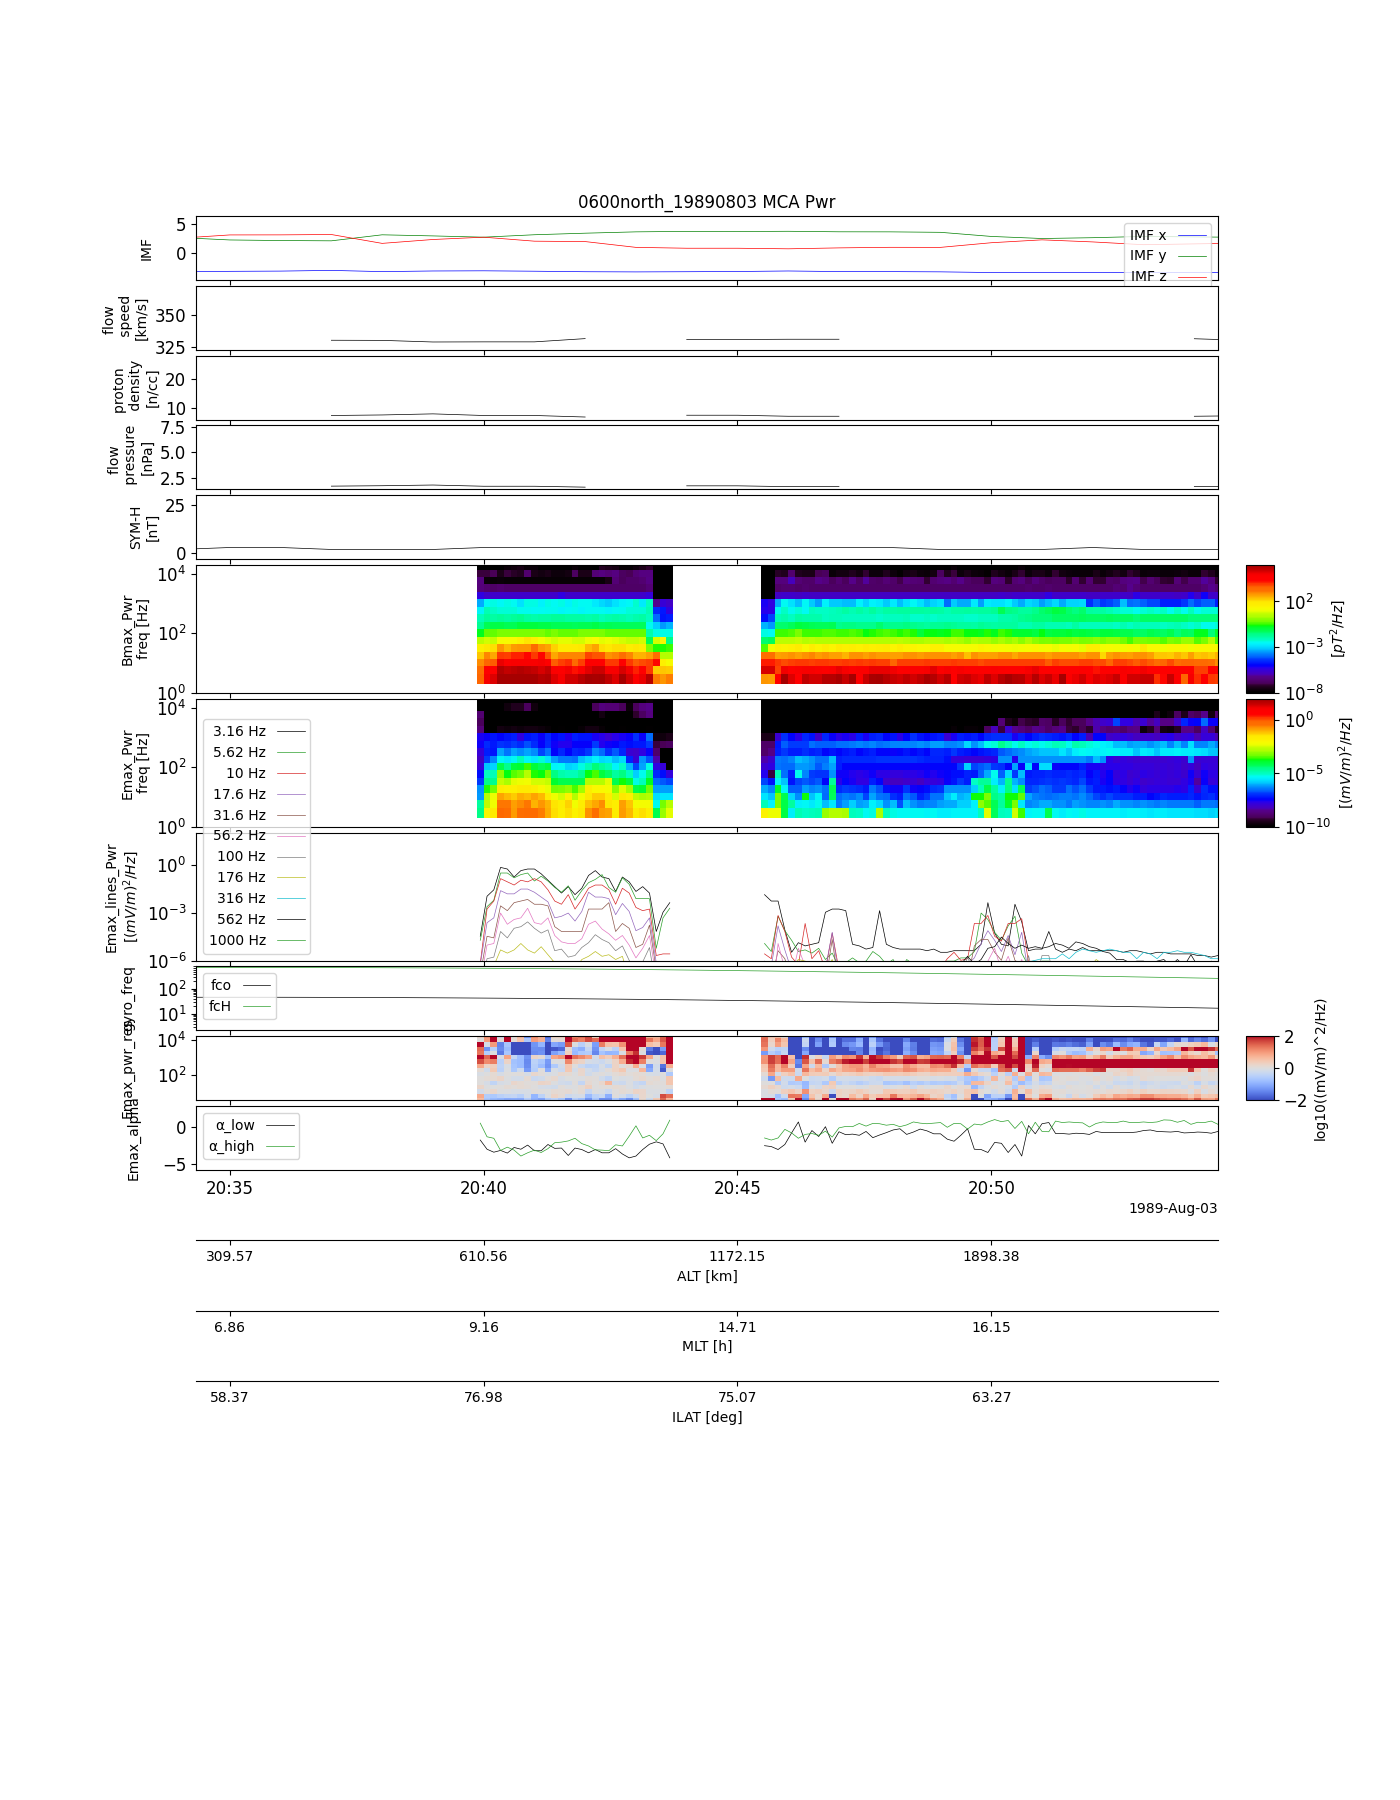 0600north_19890803 MCA Pwr
5
0
IMF
IMF x
IMF y
IMF z
350
325
flow
speed
[km/s]
20
10
proton
density
[n/cc]
7.5
5.0
2.5
flow
pressure
[nPa]
25
0
SYM-H
[nT]
10^4
10^2
10^0
Bmax_Pwr
freq [Hz]
10^2
10^-3
10^-8
[pT^2/Hz]
10^4
10^2
10^0
Emax_Pwr
freq [Hz]
10^0
10^-5
10^-10
[(mV/m)^2/Hz]
3.16 Hz
5.62 Hz
10 Hz
17.6 Hz
31.6 Hz
56.2 Hz
100 Hz
176 Hz
316 Hz
562 Hz
1000 Hz
10^0
10^-3
10^-6
Emax_lines_Pwr
[(mV/m)^2/Hz]
10^2
10^1
gyro_freq
fco
fcH
10^4
10^2
Emax_pwr_res
2
0
−2
log10((mV/m)^2/Hz)
0
−5
Emax_alpha
α_low
α_high
20:35 20:40 20:45 20:50
1989-Aug-03
309.57 610.56 1172.15 1898.38
ALT [km]
6.86 9.16 14.71 16.15
MLT [h]
58.37 76.98 75.07 63.27
ILAT [deg]